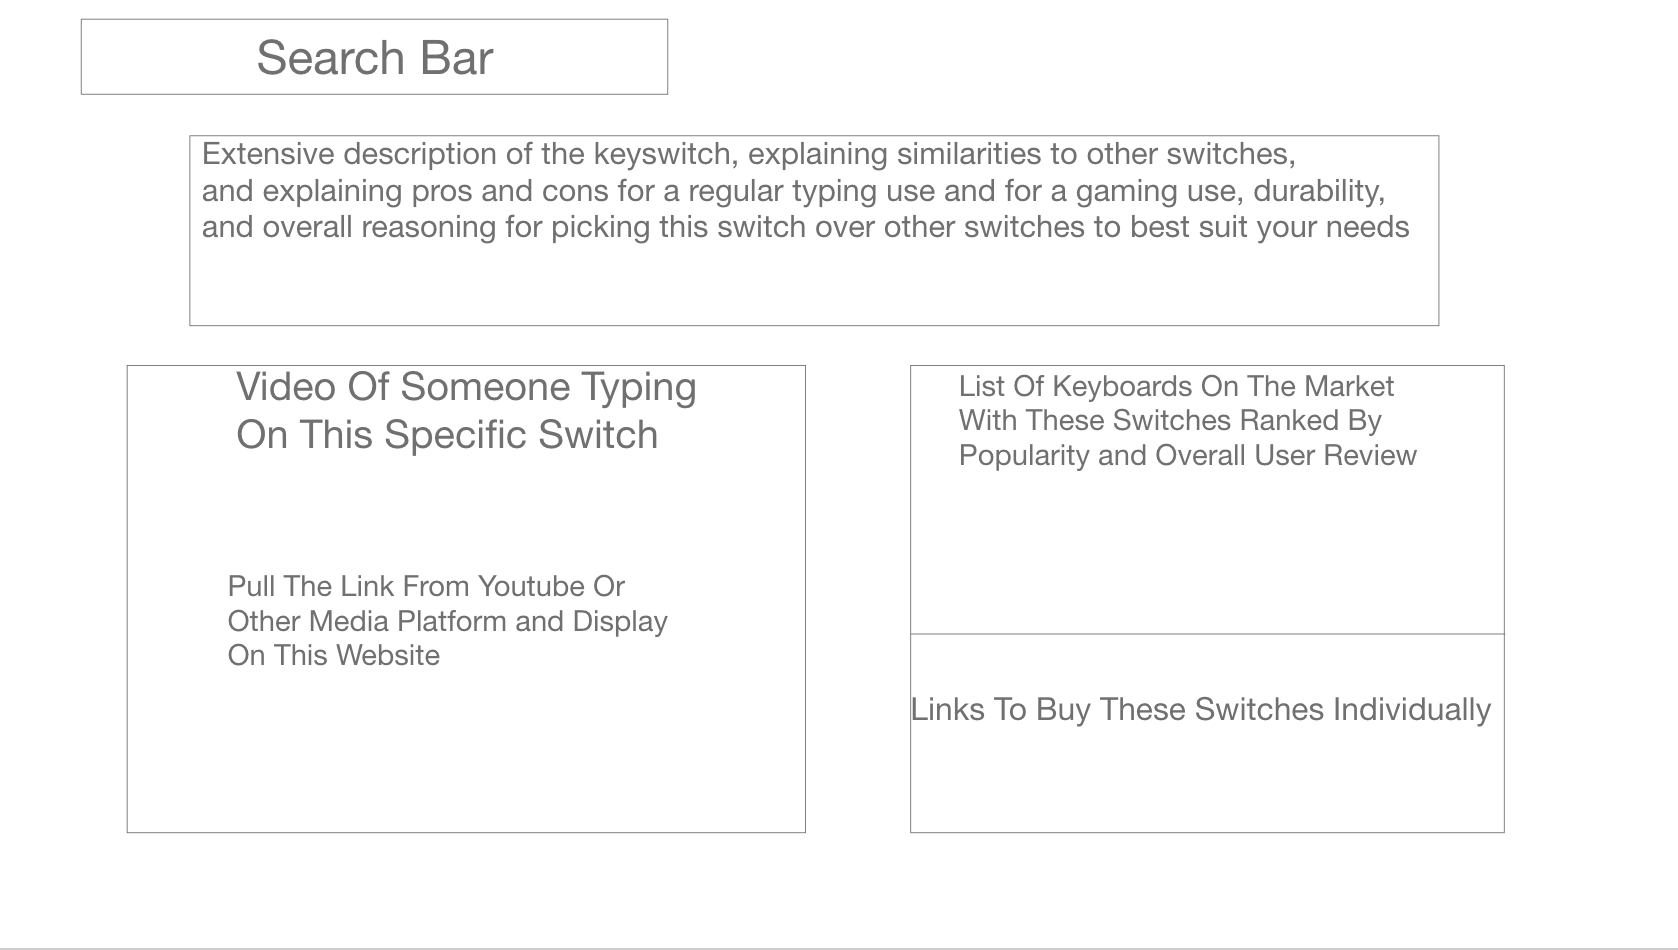 Search Bar
Extensive description of the keyswitch, explaining similarities to other switches,
and explaining pros and cons for a regular typing use and for a gaming use, durability,
and overall reasoning for picking this switch over other switches to best suit your needs
Video Of Someone Typing
On This Specific Switch
Pull The Link From Youtube Or
Other Media Platform and Display
On This Website
List Of Keyboards On The Market
With These Switches Ranked By
Popularity and Overall User Review
Links To Buy These Switches Individually